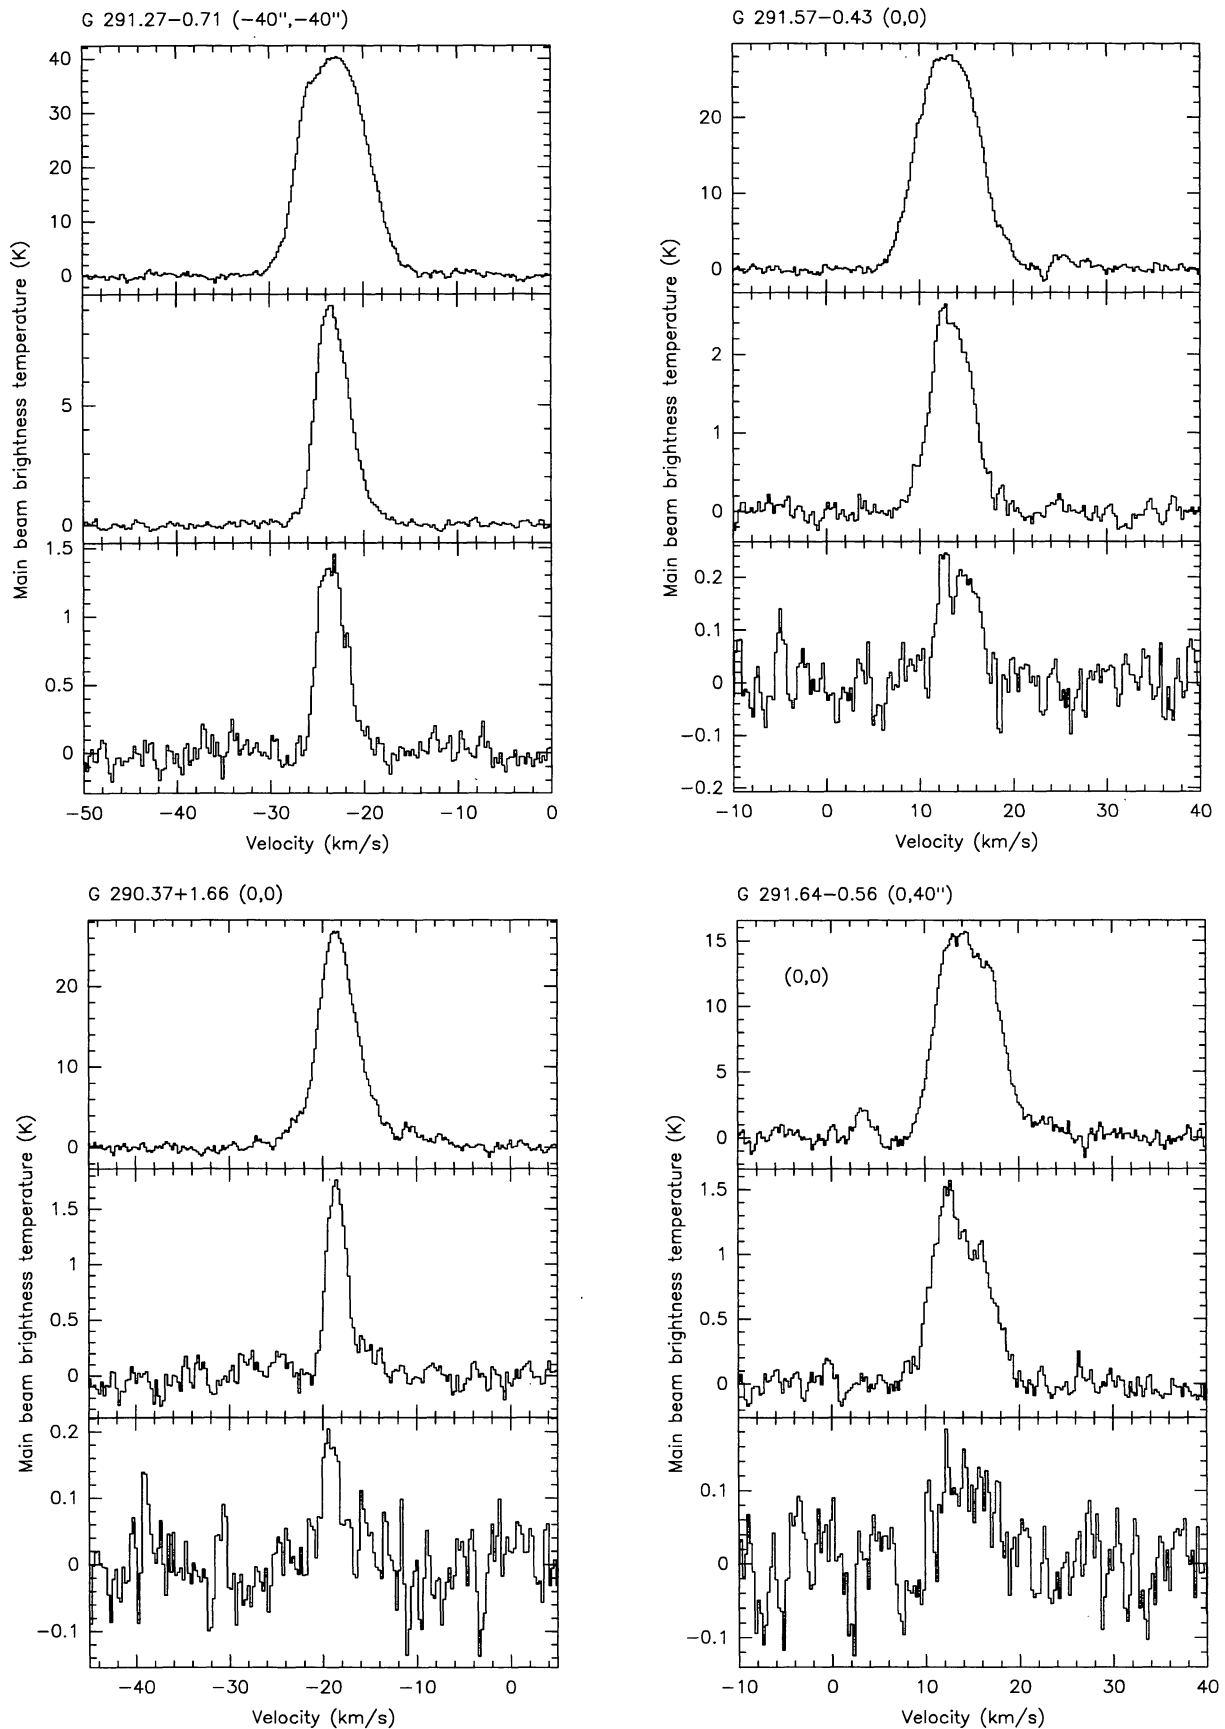 G 291.27−0.71 (−40",−40")
40
30
20
10
0
5
0
1.5
1
0.5
0
−50 −40 −30 −20 −10 0
Velocity (km/s)
Main beam brightness temperature (K)
G 291.57−0.43 (0,0)
20
10
0
2
1
0
0.2
0.1
0
−0.1
−0.2
−10 0 10 20 30 40
Velocity (km/s)
Main beam brightness temperature (K)
G 290.37+1.66 (0,0)
20
10
0
1.5
1
0.5
0
0.2
0.1
0
−0.1
−40 −30 −20 −10 0
Velocity (km/s)
Main beam brightness temperature (K)
G 291.64−0.56 (0,40")
(0,0)
15
10
5
0
1.5
1
0.5
0
0.1
0
−0.1
−10 0 10 20 30 40
Velocity (km/s)
Main beam brightness temperature (K)